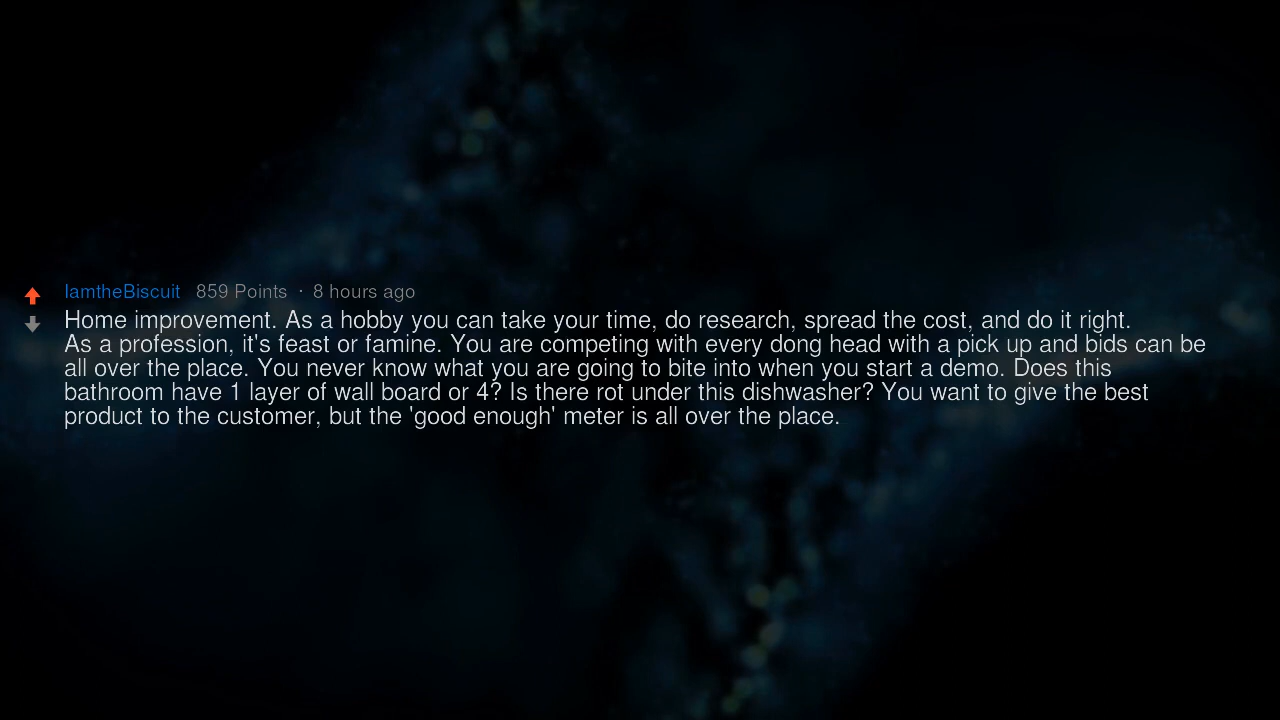 IamtheBiscuit 859 Points · 8 hours ago
Home improvement. As a hobby you can take your time, do research, spread the cost, and do it right.
As a profession, it's feast or famine. You are competing with every dong head with a pick up and bids can be
all over the place. You never know what you are going to bite into when you start a demo. Does this
bathroom have 1 layer of wall board or 4? Is there rot under this dishwasher? You want to give the best
product to the customer, but the 'good enough' meter is all over the place.